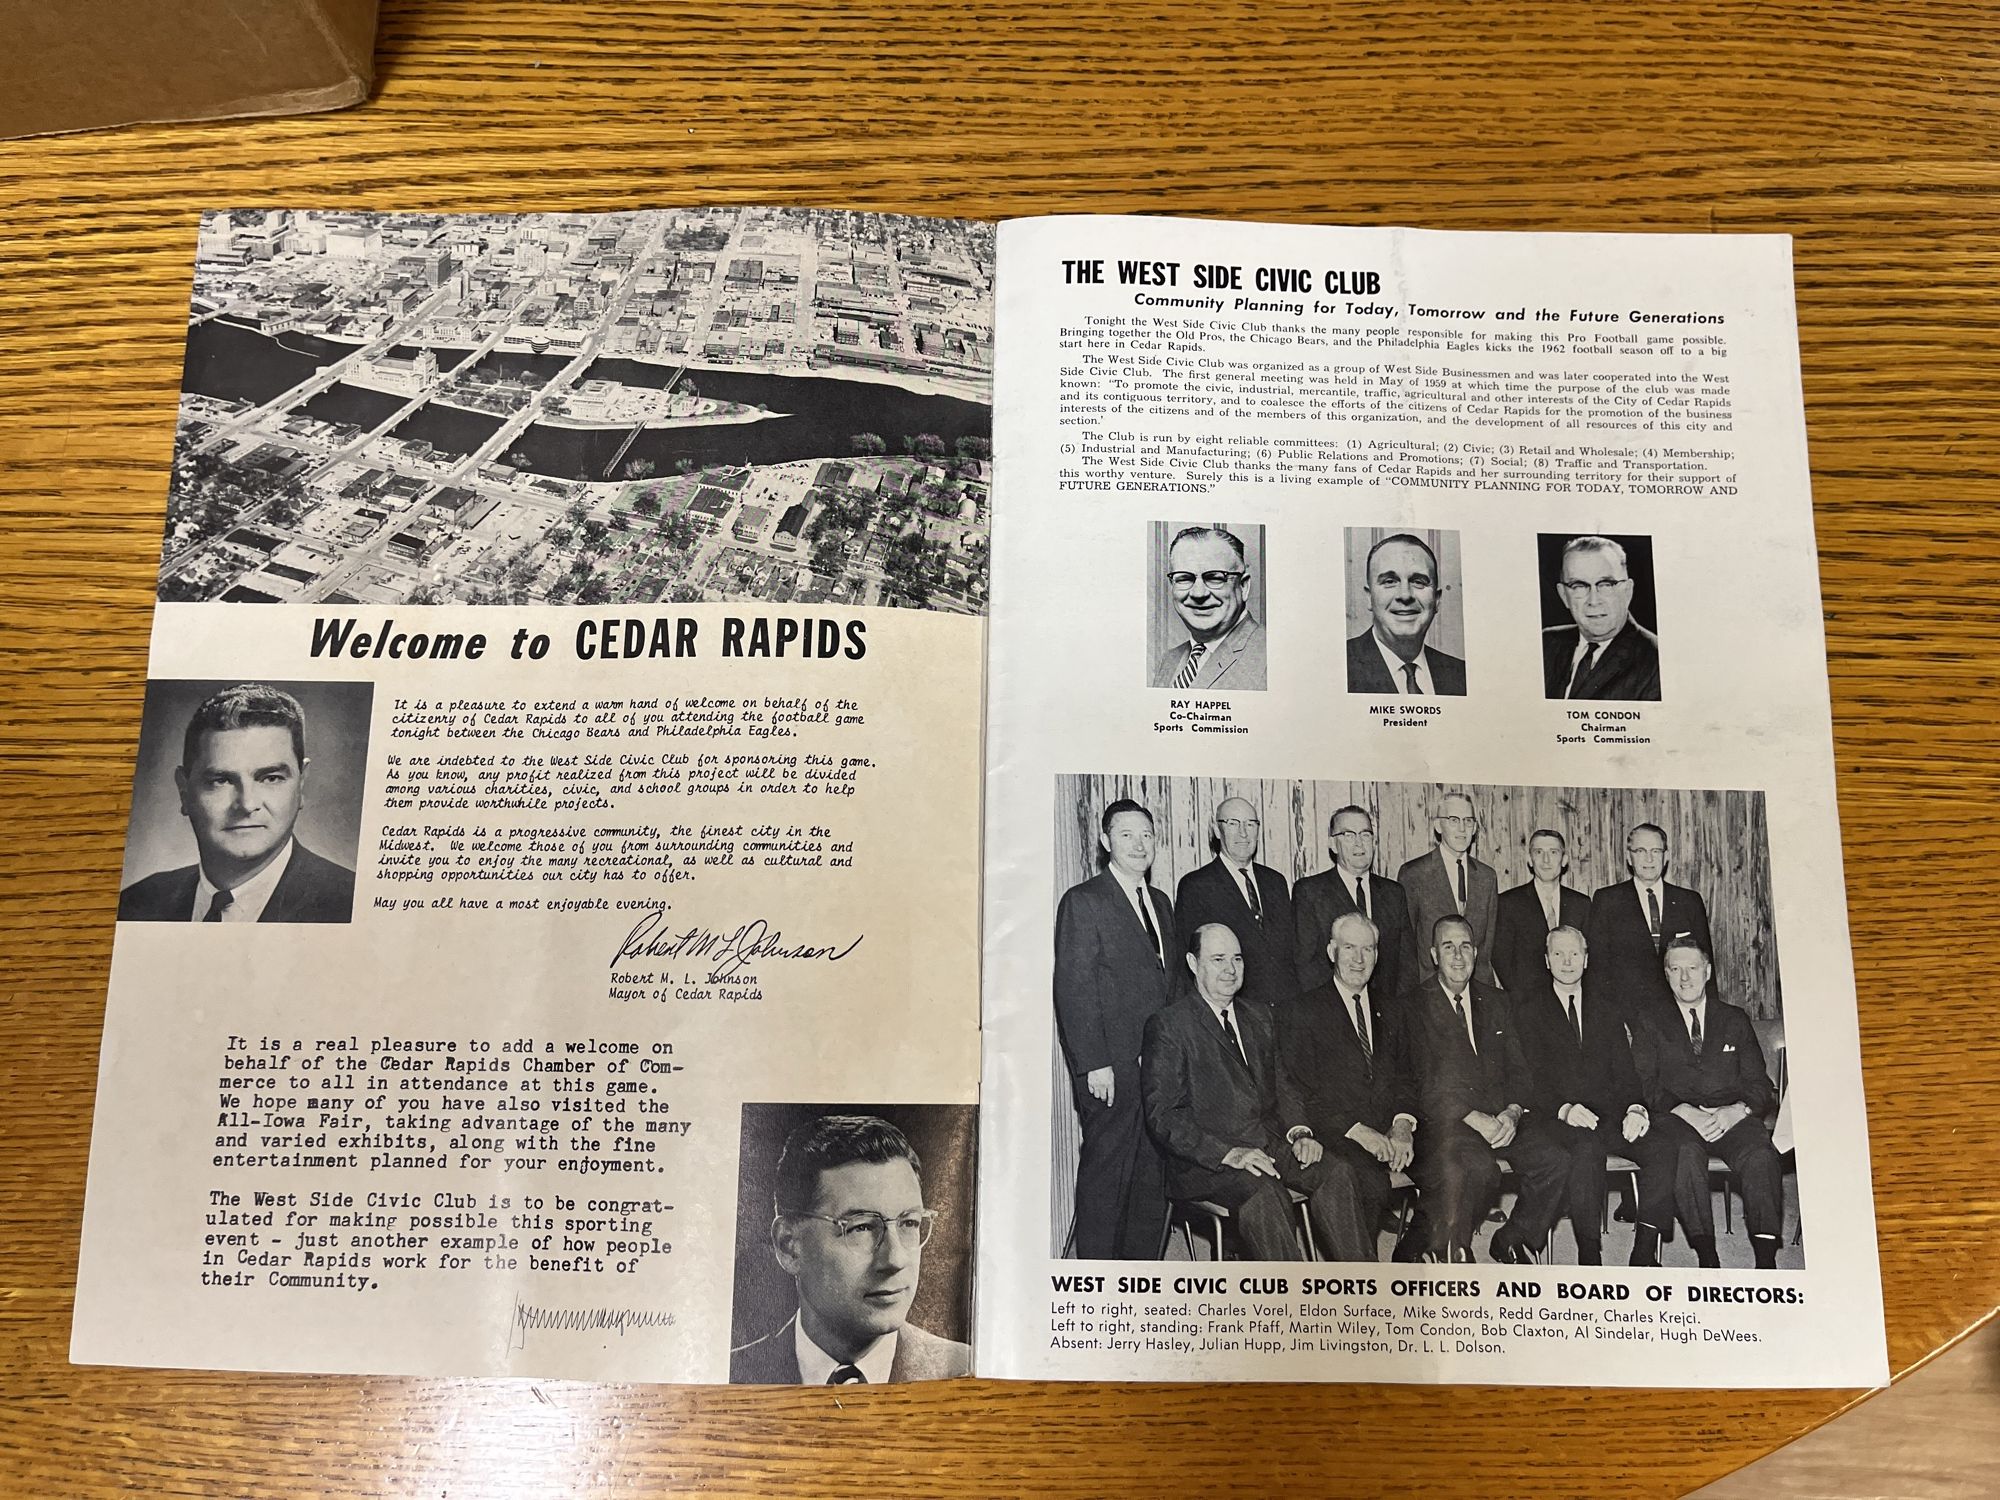 Welcome to CEDAR RAPIDS
It is a pleasure to extend a warm hand of welcome on behalf of the
citizenry of Cedar Rapids to all of you attending the football game
tonight between the Chicago Bears and Philadelphia Eagles.
We are indebted to the West Side Civic Club for sponsoring this game.
As you know, any profit realized from this project will be divided
among various charities, civic, and school groups in order to help
them provide worthwhile projects.
Cedar Rapids is a progressive community, the finest city in the
Midwest. We welcome those of you from surrounding communities and
invite you to enjoy the many recreational, as well as cultural and
shopping opportunities our city has to offer.
May you all have a most enjoyable evening.
Robert M L Johnson
Robert M. L. Johnson
Mayor of Cedar Rapids
It is a real pleasure to add a welcome on
behalf of the Cedar Rapids Chamber of Com-
merce to all in attendance at this game.
We hope many of you have also visited the
All-Iowa Fair, taking advantage of the many
and varied exhibits, along with the fine
entertainment planned for your enjoyment.
The West Side Civic Club is to be congrat-
ulated for making possible this sporting
event - just another example of how people
in Cedar Rapids work for the benefit of
their Community.
THE WEST SIDE CIVIC CLUB
Community Planning for Today, Tomorrow and the Future Generations
Tonight the West Side Civic Club thanks the many people responsible for making this Pro Football game possible.
Bringing together the Old Pros, the Chicago Bears, and the Philadelphia Eagles kicks the 1962 football season off to a big
start here in Cedar Rapids.
The West Side Civic Club was organized as a group of West Side Businessmen and was later cooperated into the West
Side Civic Club. The first general meeting was held in May of 1959 at which time the purpose of the club was made
known: "To promote the civic, industrial, mercantile, traffic, agricultural and other interests of the City of Cedar Rapids
and its contiguous territory, and to coalesce the efforts of the citizens of Cedar Rapids for the promotion of the business
interests of the citizens and of the members of this organization, and the development of all resources of this city and
section.'
The Club is run by eight reliable committees: (1) Agricultural; (2) Civic; (3) Retail and Wholesale; (4) Membership;
(5) Industrial and Manufacturing; (6) Public Relations and Promotions; (7) Social; (8) Traffic and Transportation.
The West Side Civic Club thanks the many fans of Cedar Rapids and her surrounding territory for their support of
this worthy venture. Surely this is a living example of "COMMUNITY PLANNING FOR TODAY, TOMORROW AND
FUTURE GENERATIONS."
RAY HAPPEL
Co-Chairman
Sports Commission
MIKE SWORDS
President
TOM CONDON
Chairman
Sports Commission
WEST SIDE CIVIC CLUB SPORTS OFFICERS AND BOARD OF DIRECTORS:
Left to right, seated: Charles Vorel, Eldon Surface, Mike Swords, Redd Gardner, Charles Krejci.
Left to right, standing: Frank Pfaff, Martin Wiley, Tom Condon, Bob Claxton, Al Sindelar, Hugh DeWees.
Absent: Jerry Hasley, Julian Hupp, Jim Livingston, Dr. L. L. Dolson.